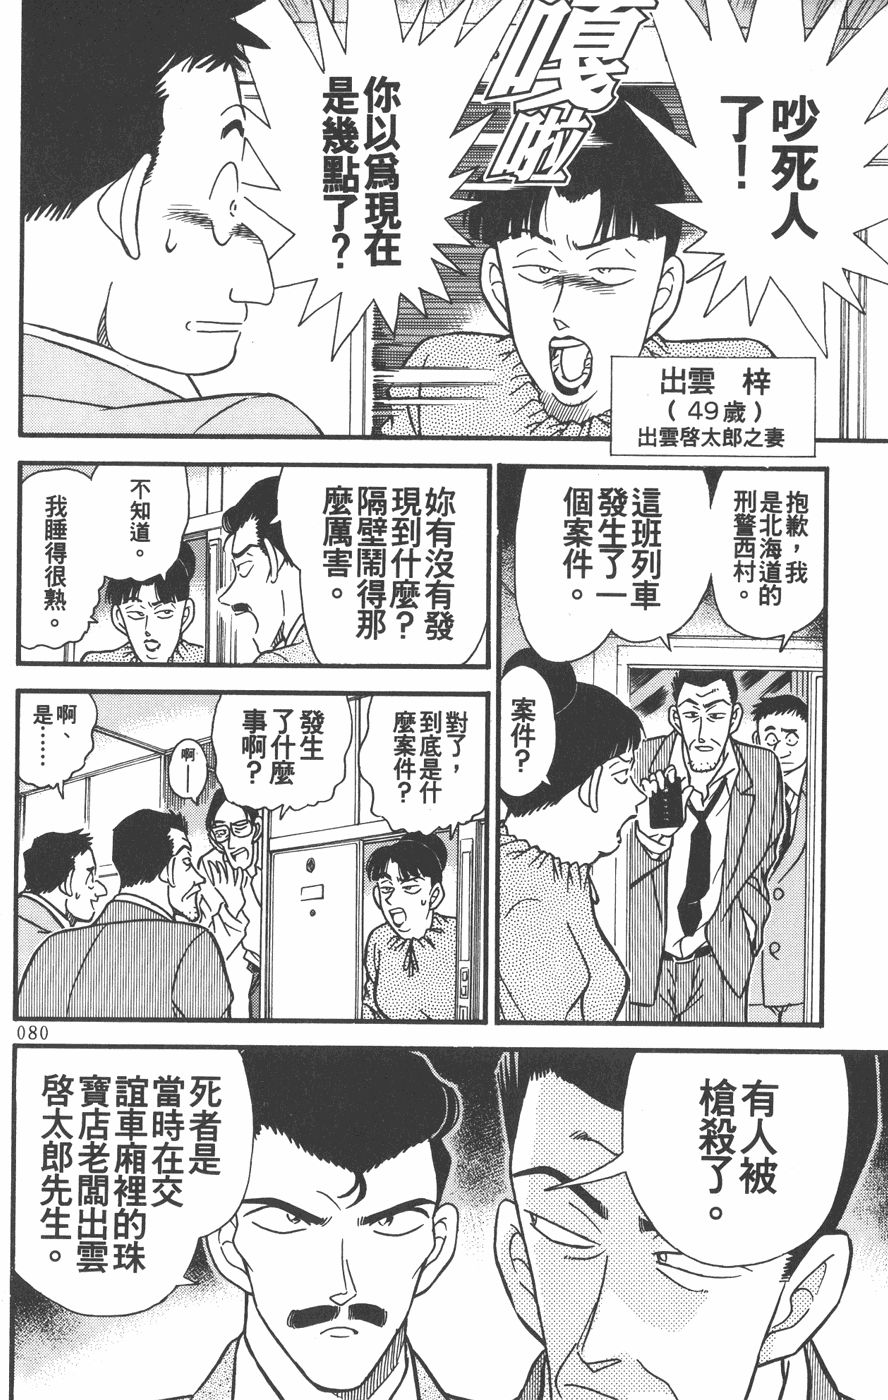 吵死人
了！
嘎啦
你以爲現在
是幾點了？
出雲 梓
（49歲）
出雲啓太郎之妻
抱歉，我
是北海道的
刑警西村。
這班列車
發生了一
個案件。
案件？
妳有沒有發
現到什麼？
隔壁鬧得那
麼厲害。
不知道。
我睡得很熟。
對了，
到底是什
麼案件？
發生
了什麼
事啊？
啊—
啊、
是……
080
有人被
槍殺了。
死者是
當時在交
誼車廂裡的珠
寶店老闆出雲
啓太郎先生。